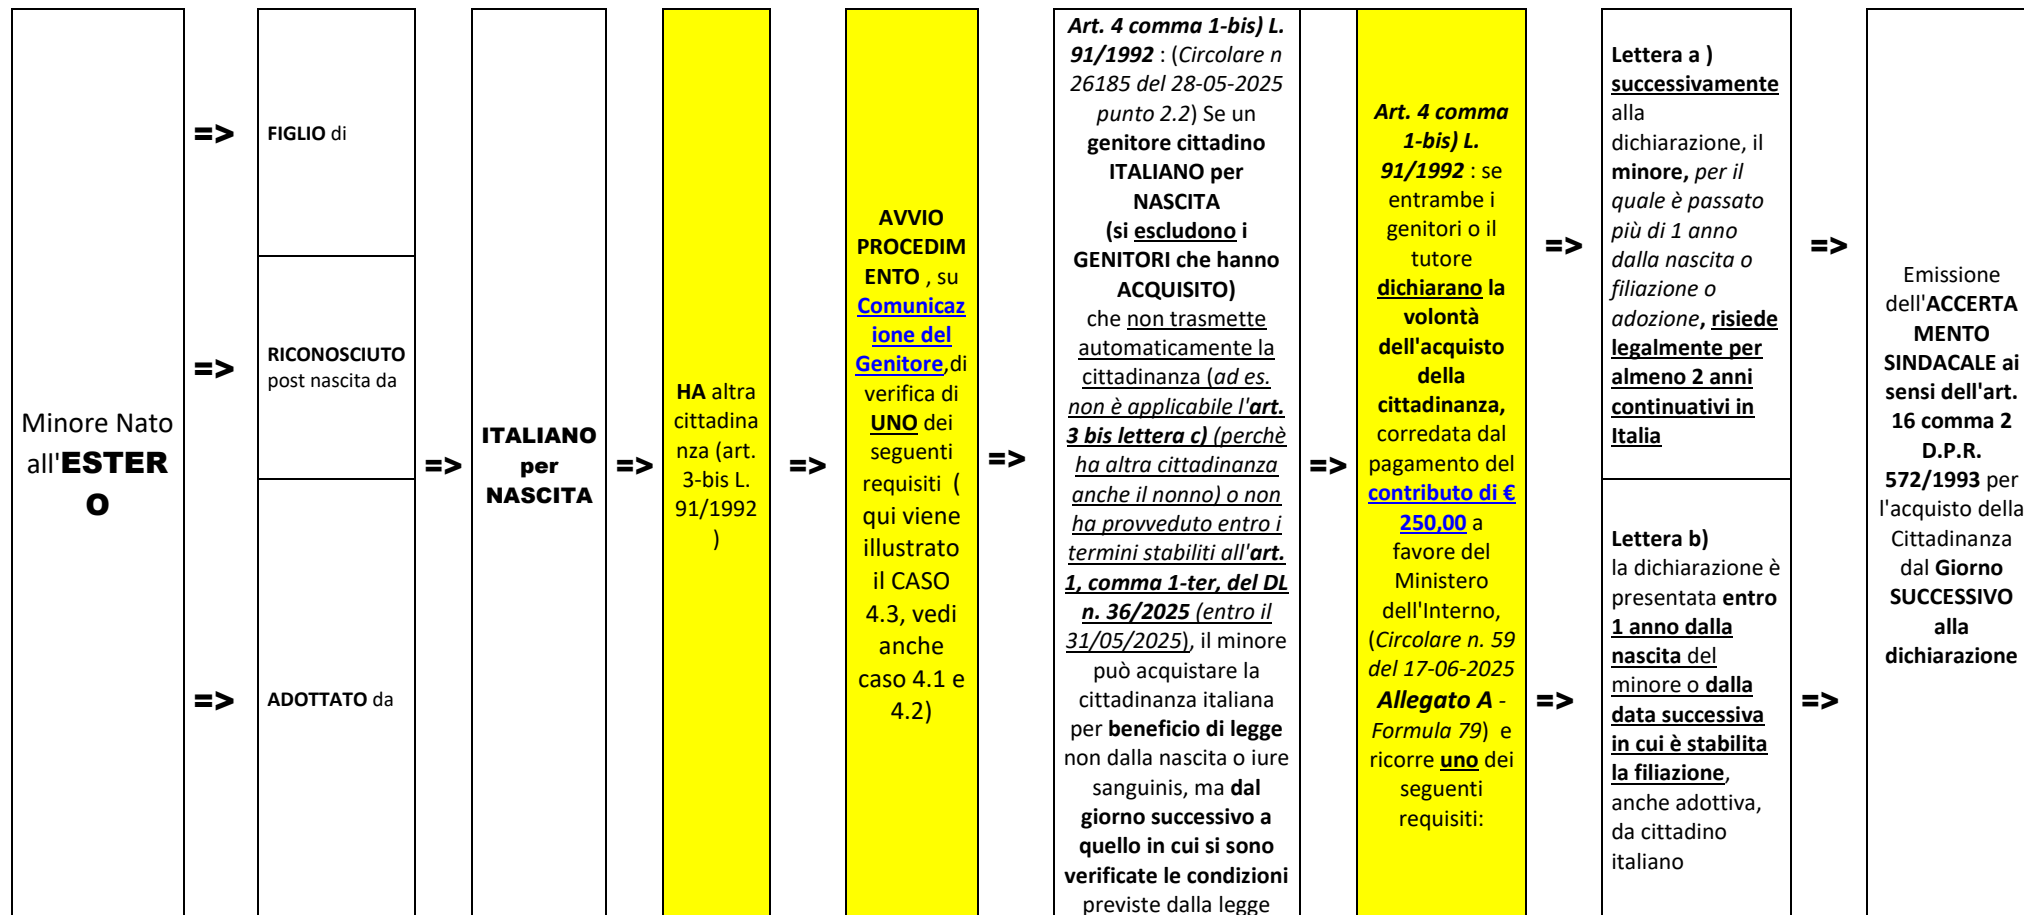 Minore Nato
all'ESTER
O
=>
FIGLIO di
=>
RICONOSCIUTO
post nascita da
=>
ADOTTATO da
=>
ITALIANO
per
NASCITA
=>
HA altra
cittadina
nza (art.
3-bis L.
91/1992
)
=>
AVVIO
PROCEDIM
ENTO , su
Comunicaz
ione del
Genitore,di
verifica di
UNO dei
seguenti
requisiti (
qui viene
illustrato
il CASO
4.3, vedi
anche
caso 4.1 e
4.2)
=>
Art. 4 comma 1-bis) L.
91/1992 : (Circolare n
26185 del 28-05-2025
punto 2.2) Se un
genitore cittadino
ITALIANO per
NASCITA
(si escludono i
GENITORI che hanno
ACQUISITO)
che non trasmette
automaticamente la
cittadinanza (ad es.
non è applicabile l'art.
3 bis lettera c) (perchè
ha altra cittadinanza
anche il nonno) o non
ha provveduto entro i
termini stabiliti all'art.
1, comma 1-ter, del DL
n. 36/2025 (entro il
31/05/2025), il minore
può acquistare la
cittadinanza italiana
per beneficio di legge
non dalla nascita o iure
sanguinis, ma dal
giorno successivo a
quello in cui si sono
verificate le condizioni
previste dalla legge
=>
Art. 4 comma
1-bis) L.
91/1992 : se
entrambe i
genitori o il
tutore
dichiarano la
volontà
dell'acquisto
della
cittadinanza,
corredata dal
pagamento del
contributo di €
250,00 a
favore del
Ministero
dell'Interno,
(Circolare n. 59
del 17-06-2025
Allegato A -
Formula 79) e
ricorre uno dei
seguenti
requisiti:
=>
Lettera a )
successivamente
alla
dichiarazione, il
minore, per il
quale è passato
più di 1 anno
dalla nascita o
filiazione o
adozione, risiede
legalmente per
almeno 2 anni
continuativi in
Italia
=>
=>
Lettera b)
la dichiarazione è
presentata entro
1 anno dalla
nascita del
minore o dalla
data successiva
in cui è stabilita
la filiazione,
anche adottiva,
da cittadino
italiano
=>
Emissione
dell'ACCERTA
MENTO
SINDACALE ai
sensi dell'art.
16 comma 2
D.P.R.
572/1993 per
l'acquisto della
Cittadinanza
dal Giorno
SUCCESSIVO
alla
dichiarazione